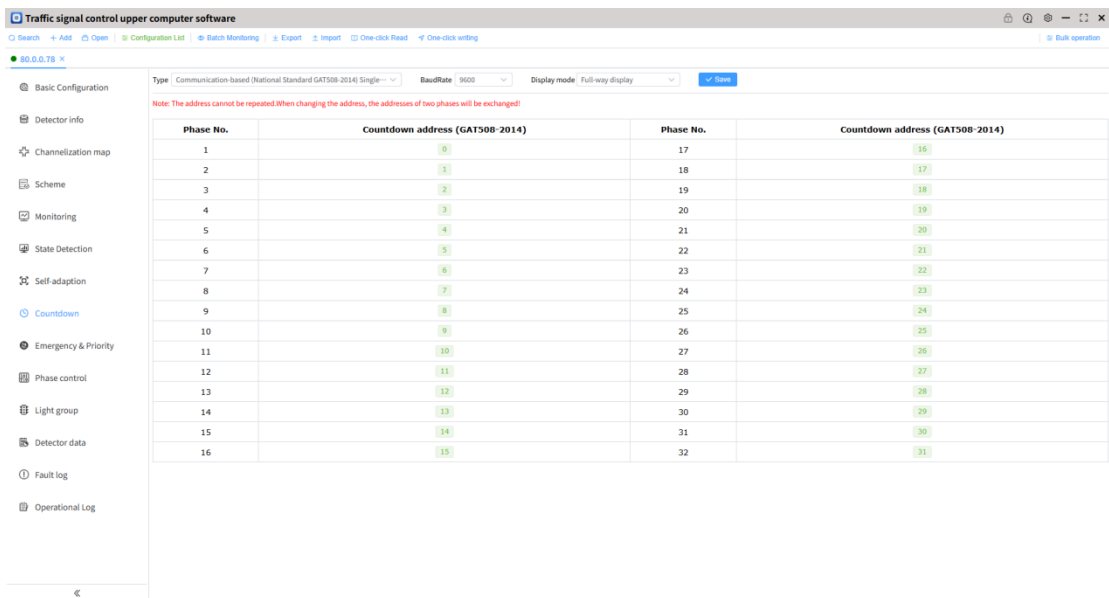 Traffic signal control upper computer software
Search Add Open Configuration List Batch Monitoring Export Import One-click Read One-click writing Bulk operation
80.0.0.78
Basic Configuration
Detector info
Channelization map
Scheme
Monitoring
State Detection
Self-adaption
Countdown
Emergency & Priority
Phase control
Light group
Detector data
Fault log
Operational Log
Type Communication-based (National Standard GAT508-2014) Single··· BaudRate 9600 Display mode Full-way display Save
Note: The address cannot be repeated.When changing the address, the addresses of two phases will be exchanged!
Phase No. Countdown address (GAT508-2014) Phase No. Countdown address (GAT508-2014)
1 0 17 16
2 1 18 17
3 2 19 18
4 3 20 19
5 4 21 20
6 5 22 21
7 6 23 22
8 7 24 23
9 8 25 24
10 9 26 25
11 10 27 26
12 11 28 27
13 12 29 28
14 13 30 29
15 14 31 30
16 15 32 31